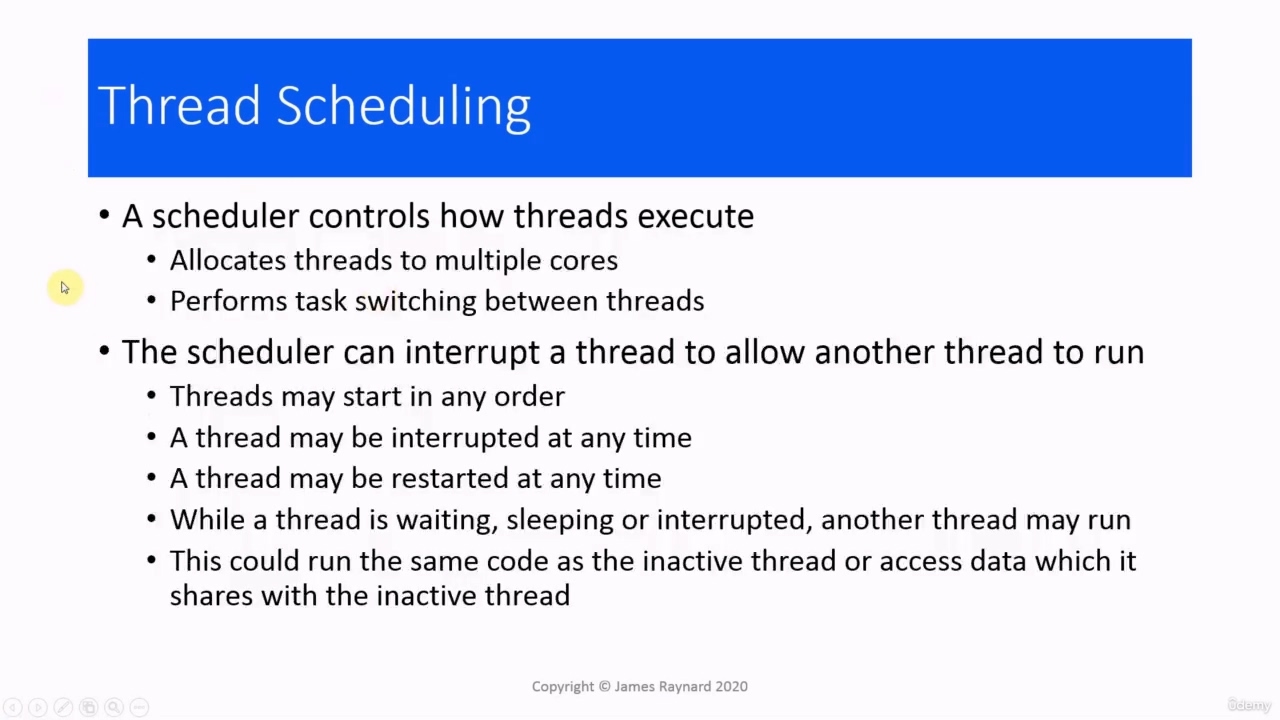 Thread Scheduling
• A scheduler controls how threads execute
• Allocates threads to multiple cores
• Performs task switching between threads
• The scheduler can interrupt a thread to allow another thread to run
• Threads may start in any order
• A thread may be interrupted at any time
• A thread may be restarted at any time
• While a thread is waiting, sleeping or interrupted, another thread may run
• This could run the same code as the inactive thread or access data which it
shares with the inactive thread
Copyright © James Raynard 2020
ûdemy